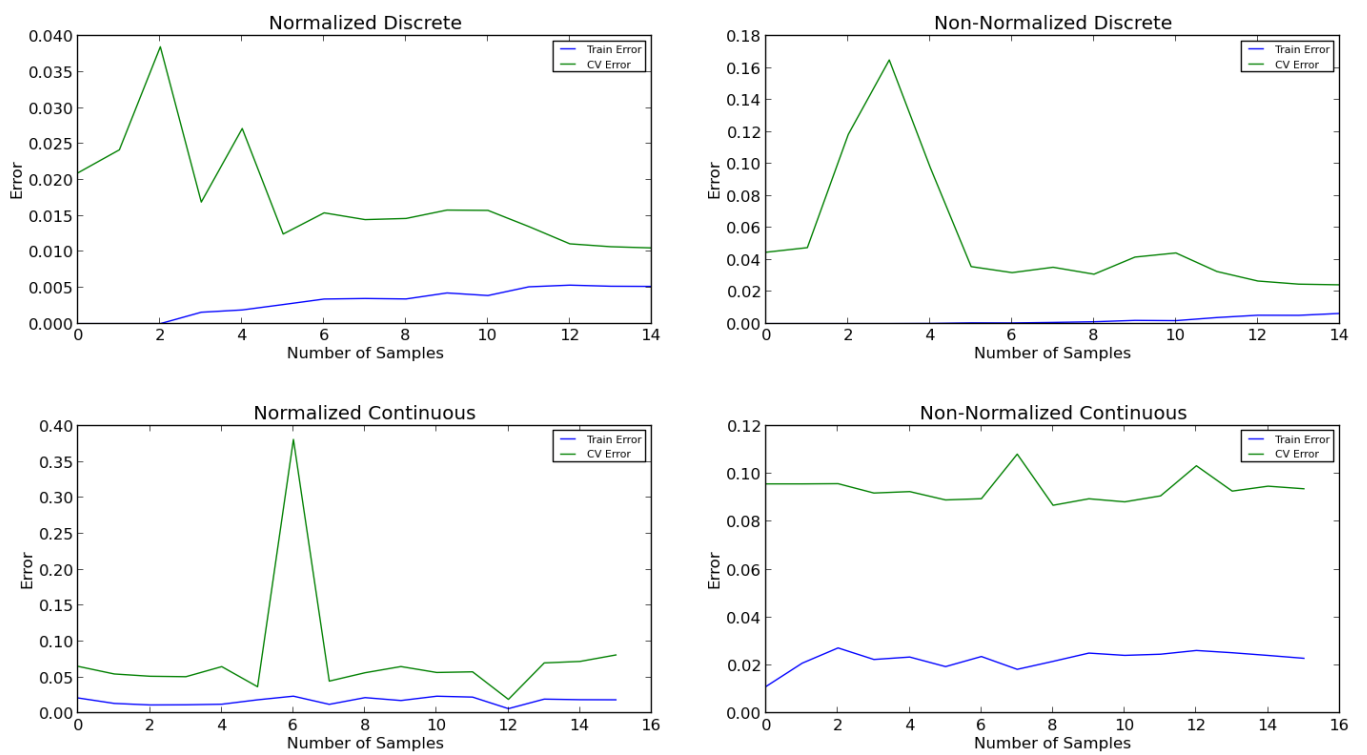 Normalized Discrete
0.040
0.035
0.030
0.025
0.020
0.015
0.010
0.005
0.000
Error
0 2 4 6 8 10 12 14
Number of Samples
Train Error
CV Error
Non-Normalized Discrete
0.18
0.16
0.14
0.12
0.10
0.08
0.06
0.04
0.02
0.00
Error
0 2 4 6 8 10 12 14
Number of Samples
Train Error
CV Error
Normalized Continuous
0.40
0.35
0.30
0.25
0.20
0.15
0.10
0.05
0.00
Error
0 2 4 6 8 10 12 14 16
Number of Samples
Train Error
CV Error
Non-Normalized Continuous
0.12
0.10
0.08
0.06
0.04
0.02
0.00
Error
0 2 4 6 8 10 12 14 16
Number of Samples
Train Error
CV Error